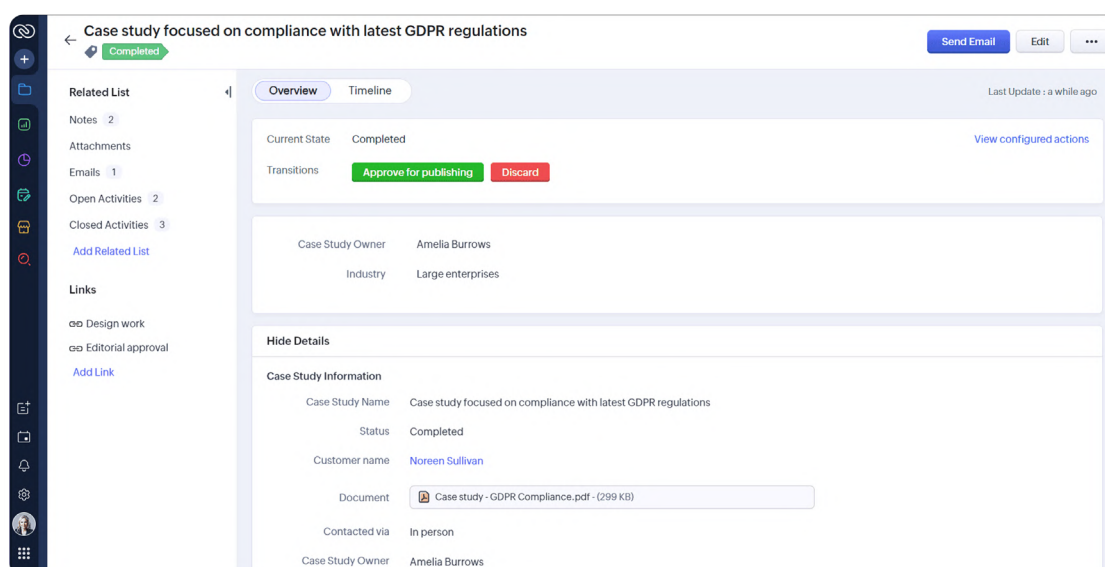 Case study focused on compliance with latest GDPR regulations
Completed
Send Email
Edit
Related List
Notes 2
Attachments
Emails 1
Open Activities 2
Closed Activities 3
Add Related List
Links
Design work
Editorial approval
Add Link
Overview Timeline
Last Update : a while ago
Current State Completed
View configured actions
Transitions Approve for publishing Discard
Case Study Owner Amelia Burrows
Industry Large enterprises
Hide Details
Case Study Information
Case Study Name Case study focused on compliance with latest GDPR regulations
Status Completed
Customer name Noreen Sullivan
Document Case study - GDPR Compliance.pdf - (299 KB)
Contacted via In person
Case Study Owner Amelia Burrows